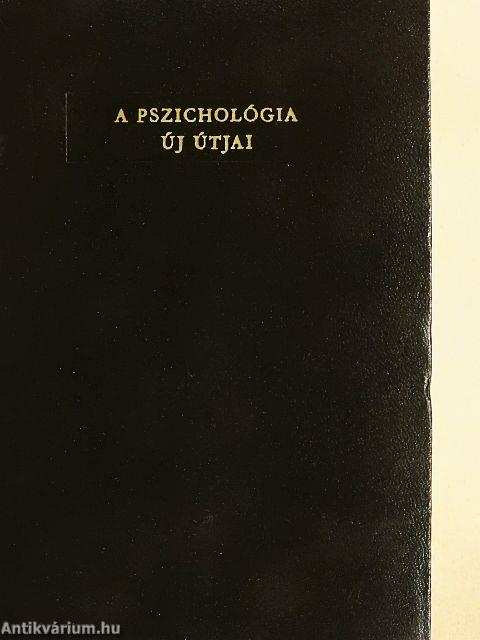 A PSZICHOLÓGIA
ÚJ ÚTJAI
Antikvárium.hu